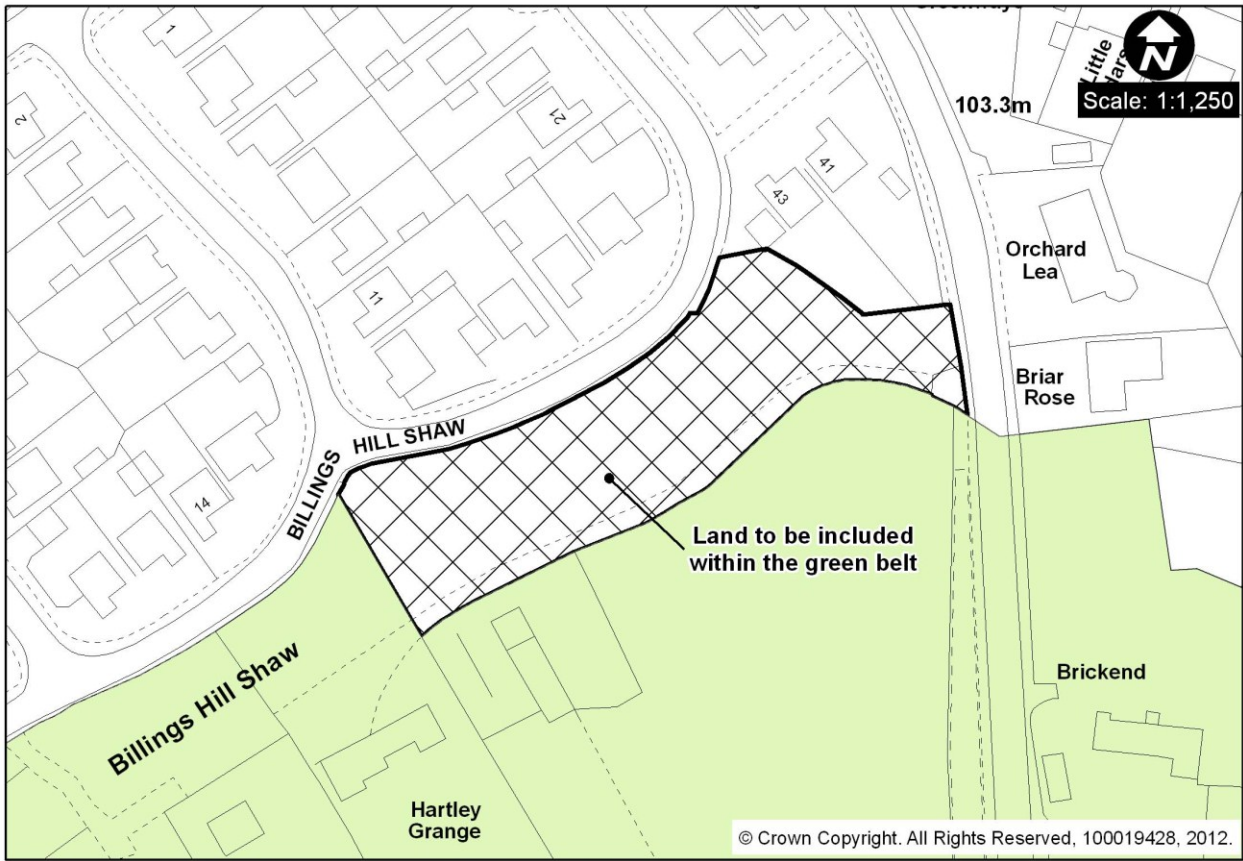 1
N
Little
103.3m
Scale: 1:1,250
2
21
41
43
Orchard
Lea
11
Briar
Rose
BILLINGS HILL SHAW
14
Land to be included
within the green belt
Billings Hill Shaw
Brickend
Hartley
Grange
© Crown Copyright. All Rights Reserved, 100019428, 2012.